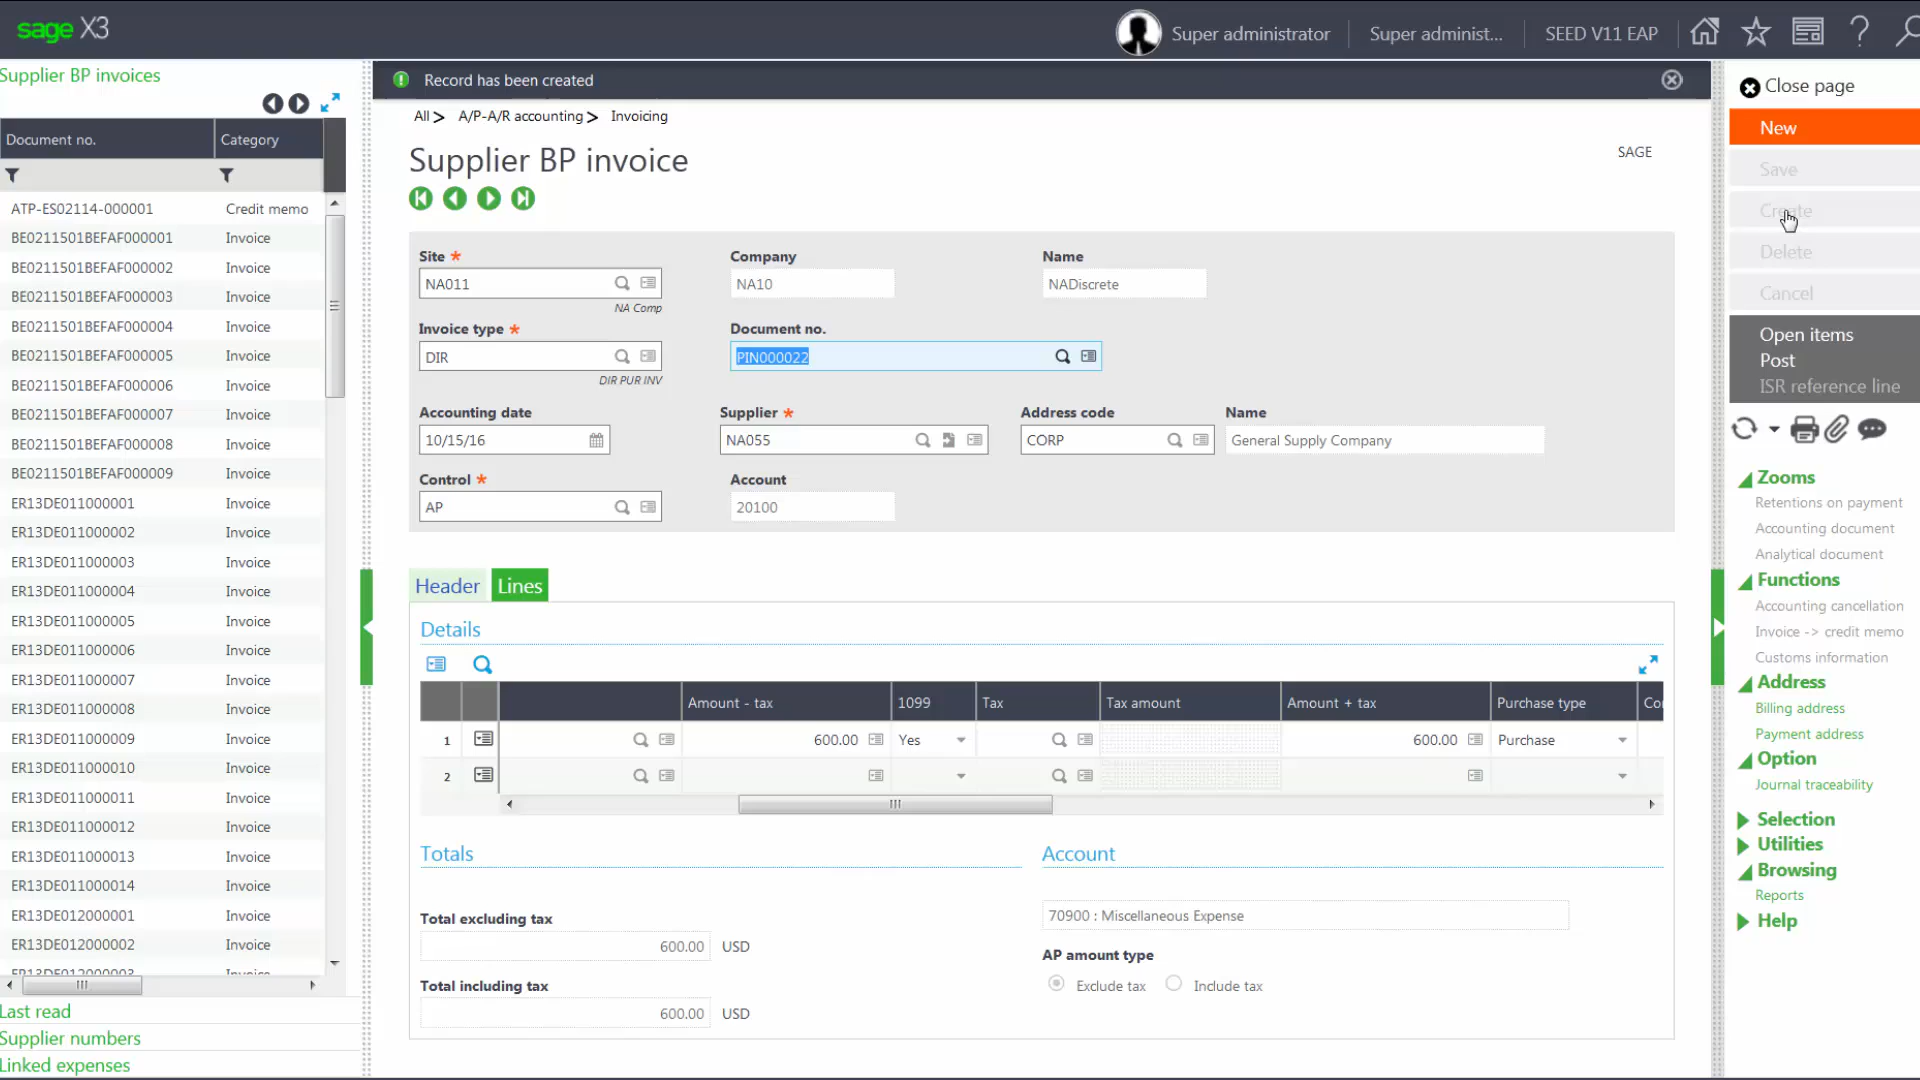 sage X3
Super administrator
Super administ...
SEED V11 EAP
Supplier BP invoices
Document no.
Category
ATP-ES02114-000001 Credit memo
BE0211501BEFAF000001 Invoice
BE0211501BEFAF000002 Invoice
BE0211501BEFAF000003 Invoice
BE0211501BEFAF000004 Invoice
BE0211501BEFAF000005 Invoice
BE0211501BEFAF000006 Invoice
BE0211501BEFAF000007 Invoice
BE0211501BEFAF000008 Invoice
BE0211501BEFAF000009 Invoice
ER13DE011000001 Invoice
ER13DE011000002 Invoice
ER13DE011000003 Invoice
ER13DE011000004 Invoice
ER13DE011000005 Invoice
ER13DE011000006 Invoice
ER13DE011000007 Invoice
ER13DE011000008 Invoice
ER13DE011000009 Invoice
ER13DE011000010 Invoice
ER13DE011000011 Invoice
ER13DE011000012 Invoice
ER13DE011000013 Invoice
ER13DE011000014 Invoice
ER13DE012000001 Invoice
ER13DE012000002 Invoice
ER13DE012000003 Invoice
Last read
Supplier numbers
Linked expenses
Record has been created
All > A/P-A/R accounting > Invoicing
Supplier BP invoice
SAGE
Site *
Company
Name
NA011
NA10
NADiscrete
NA Comp
Invoice type *
Document no.
DIR
PIN000022
DIR PUR INV
Accounting date
Supplier *
Address code
Name
10/15/16
NA055
CORP
General Supply Company
Control *
Account
AP
20100
Header
Lines
Details
Amount - tax
1099
Tax
Tax amount
Amount + tax
Purchase type
Co
1 600.00 Yes 600.00 Purchase
2
Totals
Account
Total excluding tax
600.00 USD
Total including tax
600.00 USD
70900 : Miscellaneous Expense
AP amount type
Exclude tax
Include tax
Close page
New
Save
Create
Delete
Cancel
Open items
Post
ISR reference line
Zooms
Retentions on payment
Accounting document
Analytical document
Functions
Accounting cancellation
Invoice -> credit memo
Customs information
Address
Billing address
Payment address
Option
Journal traceability
Selection
Utilities
Browsing
Reports
Help